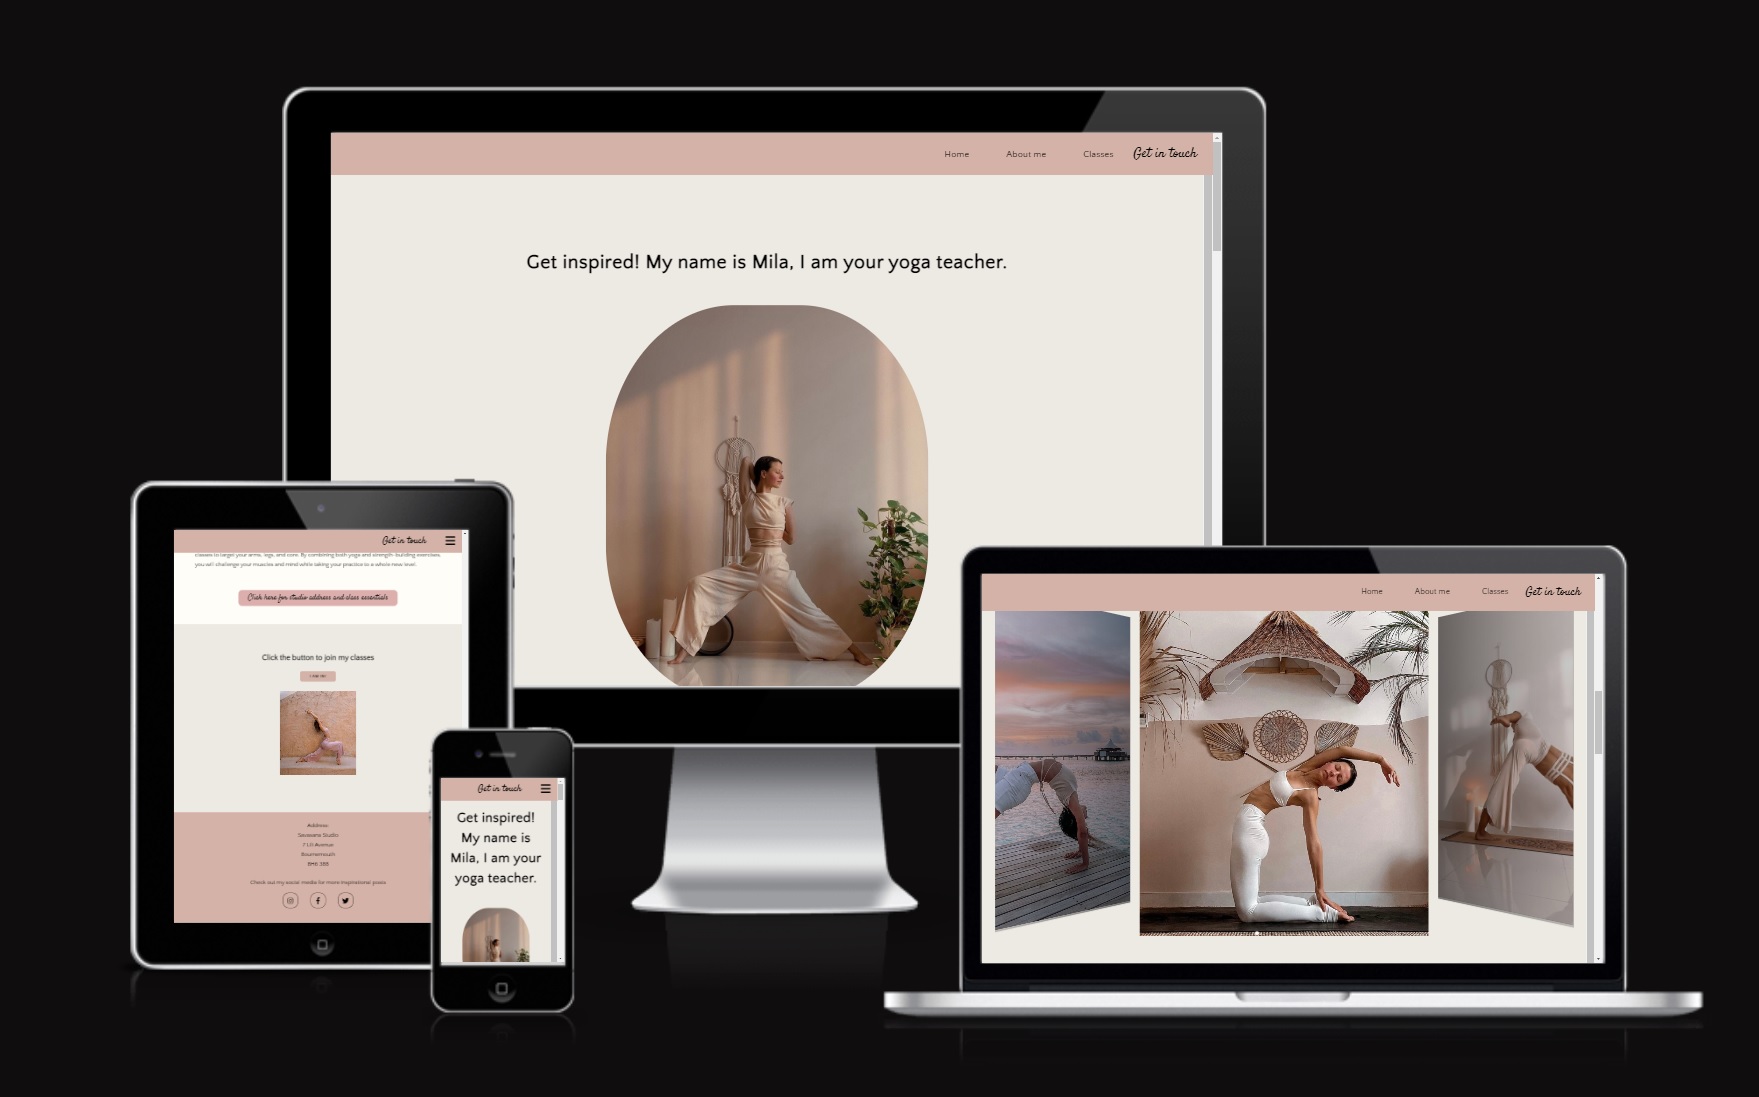 Home About me Classes Get in touch
Get inspired! My name is Mila, I am your yoga teacher.
Get in touch
classes to target your arms, legs, and core. By combining both yoga and strength-building exercises,
you will challenge your muscles and mind while taking your practice to a whole new level.
Click here for studio address and class essentials
Click the button to join my classes
Address:
Savasana Studio
7 Lili Avenue
Bournemouth
Check out my social media for more inspirational posts
Get in touch
Get inspired!
My name is
Mila, I am your
yoga teacher.
Home About me Classes Get in touch